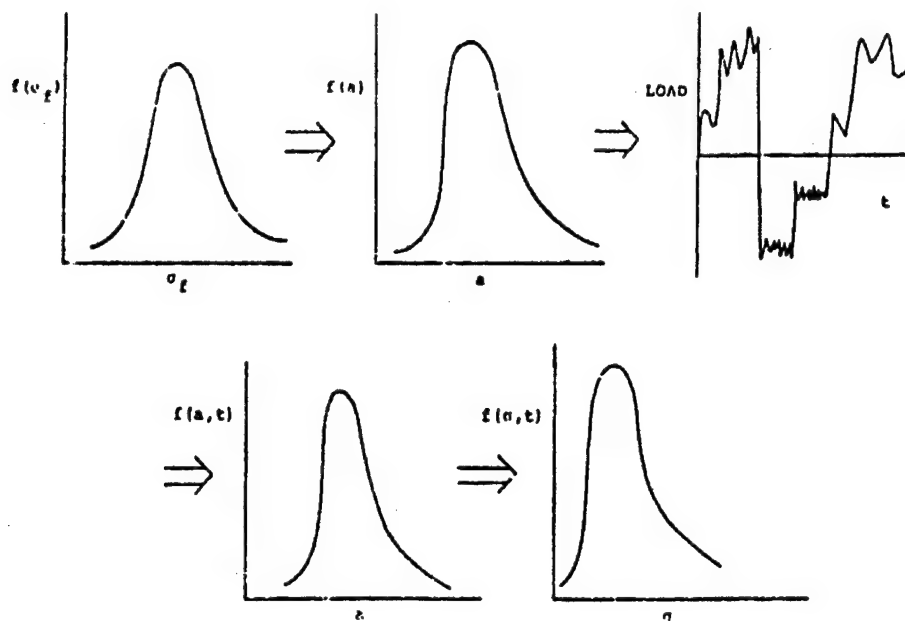 f(σf)
f(a)
LOAD
t
σf
a
f(a,t)
f(σ,t)
a
σ